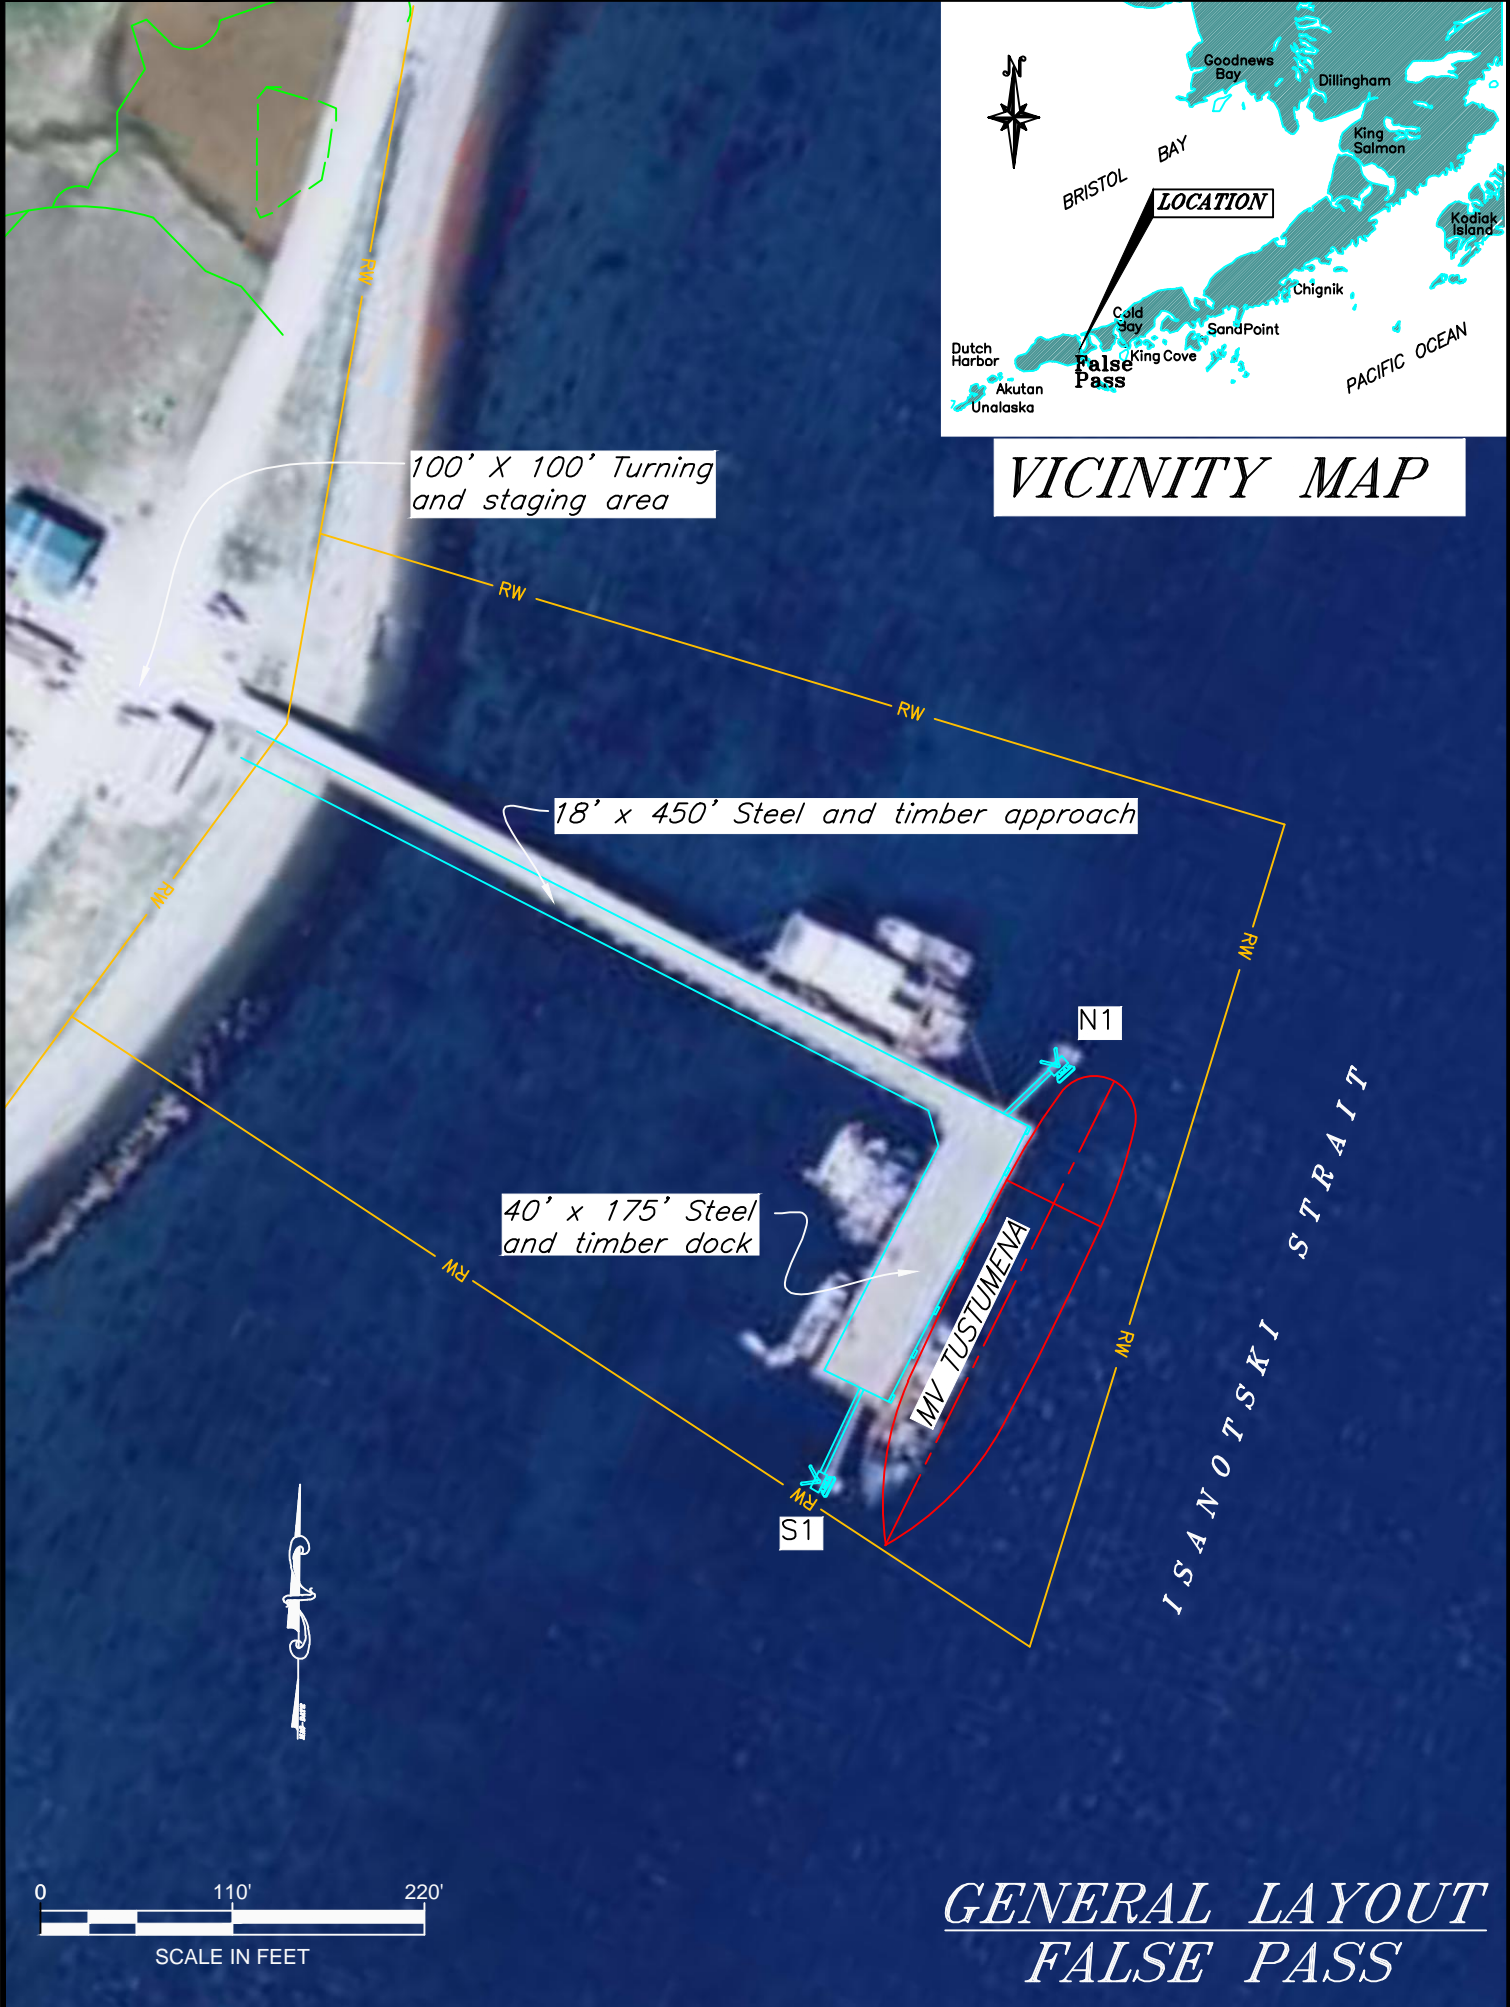 N
Goodnews
Bay
Dillingham
King
Salmon
BRISTOL BAY
LOCATION
Kodiak
Island
Chignik
Cold
Bay
SandPoint
King Cove
Dutch
Harbor
False
Pass
Akutan
Unalaska
PACIFIC OCEAN
VICINITY MAP
RW
100' X 100' Turning
and staging area
RW
RW
18' x 450' Steel and timber approach
RW
RW
N1
40' x 175' Steel
and timber dock
MV TUSTUMENA
ISANOTSKI STRAIT
RW
RW
RW
S1
0 110' 220'
SCALE IN FEET
GENERAL LAYOUT
FALSE PASS